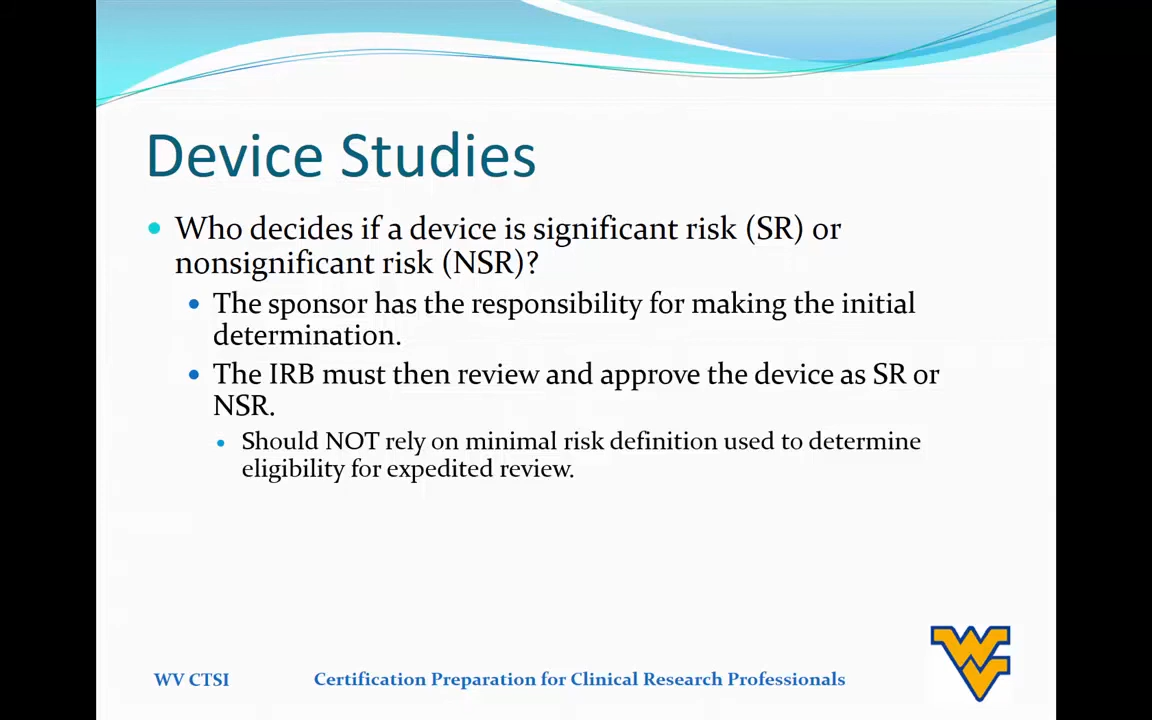 Device Studies
Who decides if a device is significant risk (SR) or
nonsignificant risk (NSR)?
The sponsor has the responsibility for making the initial
determination.
The IRB must then review and approve the device as SR or
NSR.
Should NOT rely on minimal risk definition used to determine
eligibility for expedited review.
WV CTSI
Certification Preparation for Clinical Research Professionals
WV